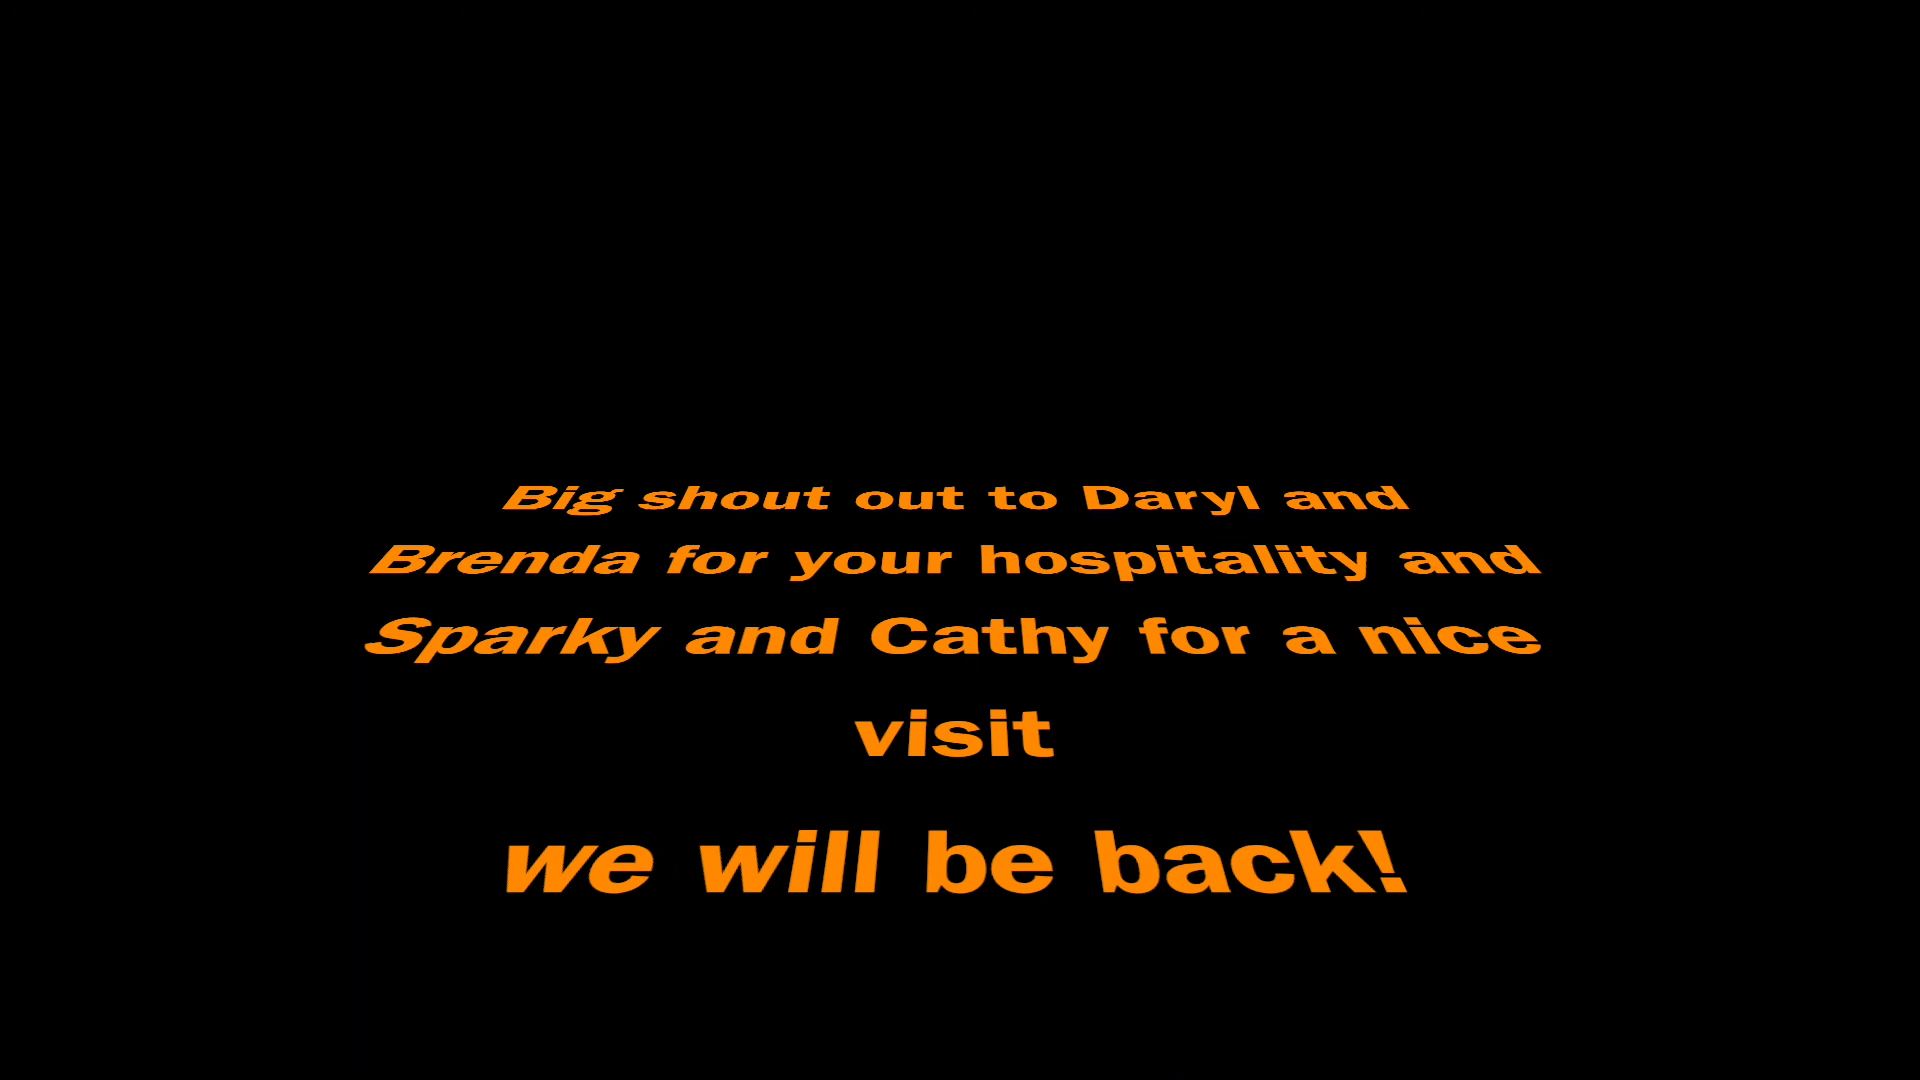 Big shout out to Daryl and
Brenda for your hospitality and
Sparky and Cathy for a nice
visit
we will be back!